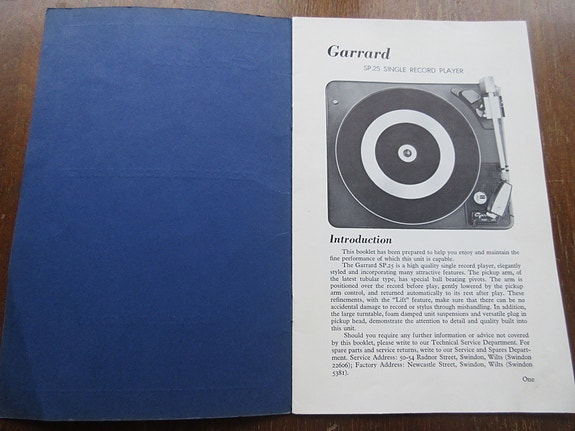 Garrard
SP.25 SINGLE RECORD PLAYER
Introduction
This booklet has been prepared to help you enjoy and maintain the
fine performance of which this unit is capable.
The Garrard SP.25 is a high quality single record player, elegantly
styled and incorporating many attractive features. The pickup arm, of
the latest tubular type, has special ball bearing pivots. The arm is
positioned over the record before play, gently lowered by the pickup
arm control, and returned automatically to its rest after play. These
refinements, with the "Lift" feature, make sure that there can be no
accidental damage to record or stylus through mishandling. In addition,
the large turntable, foam damped unit suspensions and versatile plug in
pickup head, demonstrate the attention to detail and quality built into
this unit.
Should you require any further information or advice not covered
by this booklet, please write to our Technical Service Department. For
spare parts and service returns, write to our Service and Spares Depart-
ment. Service Address: 50-54 Radnor Street, Swindon, Wilts (Swindon
22606); Factory Address: Newcastle Street, Swindon, Wilts (Swindon
5381).
One